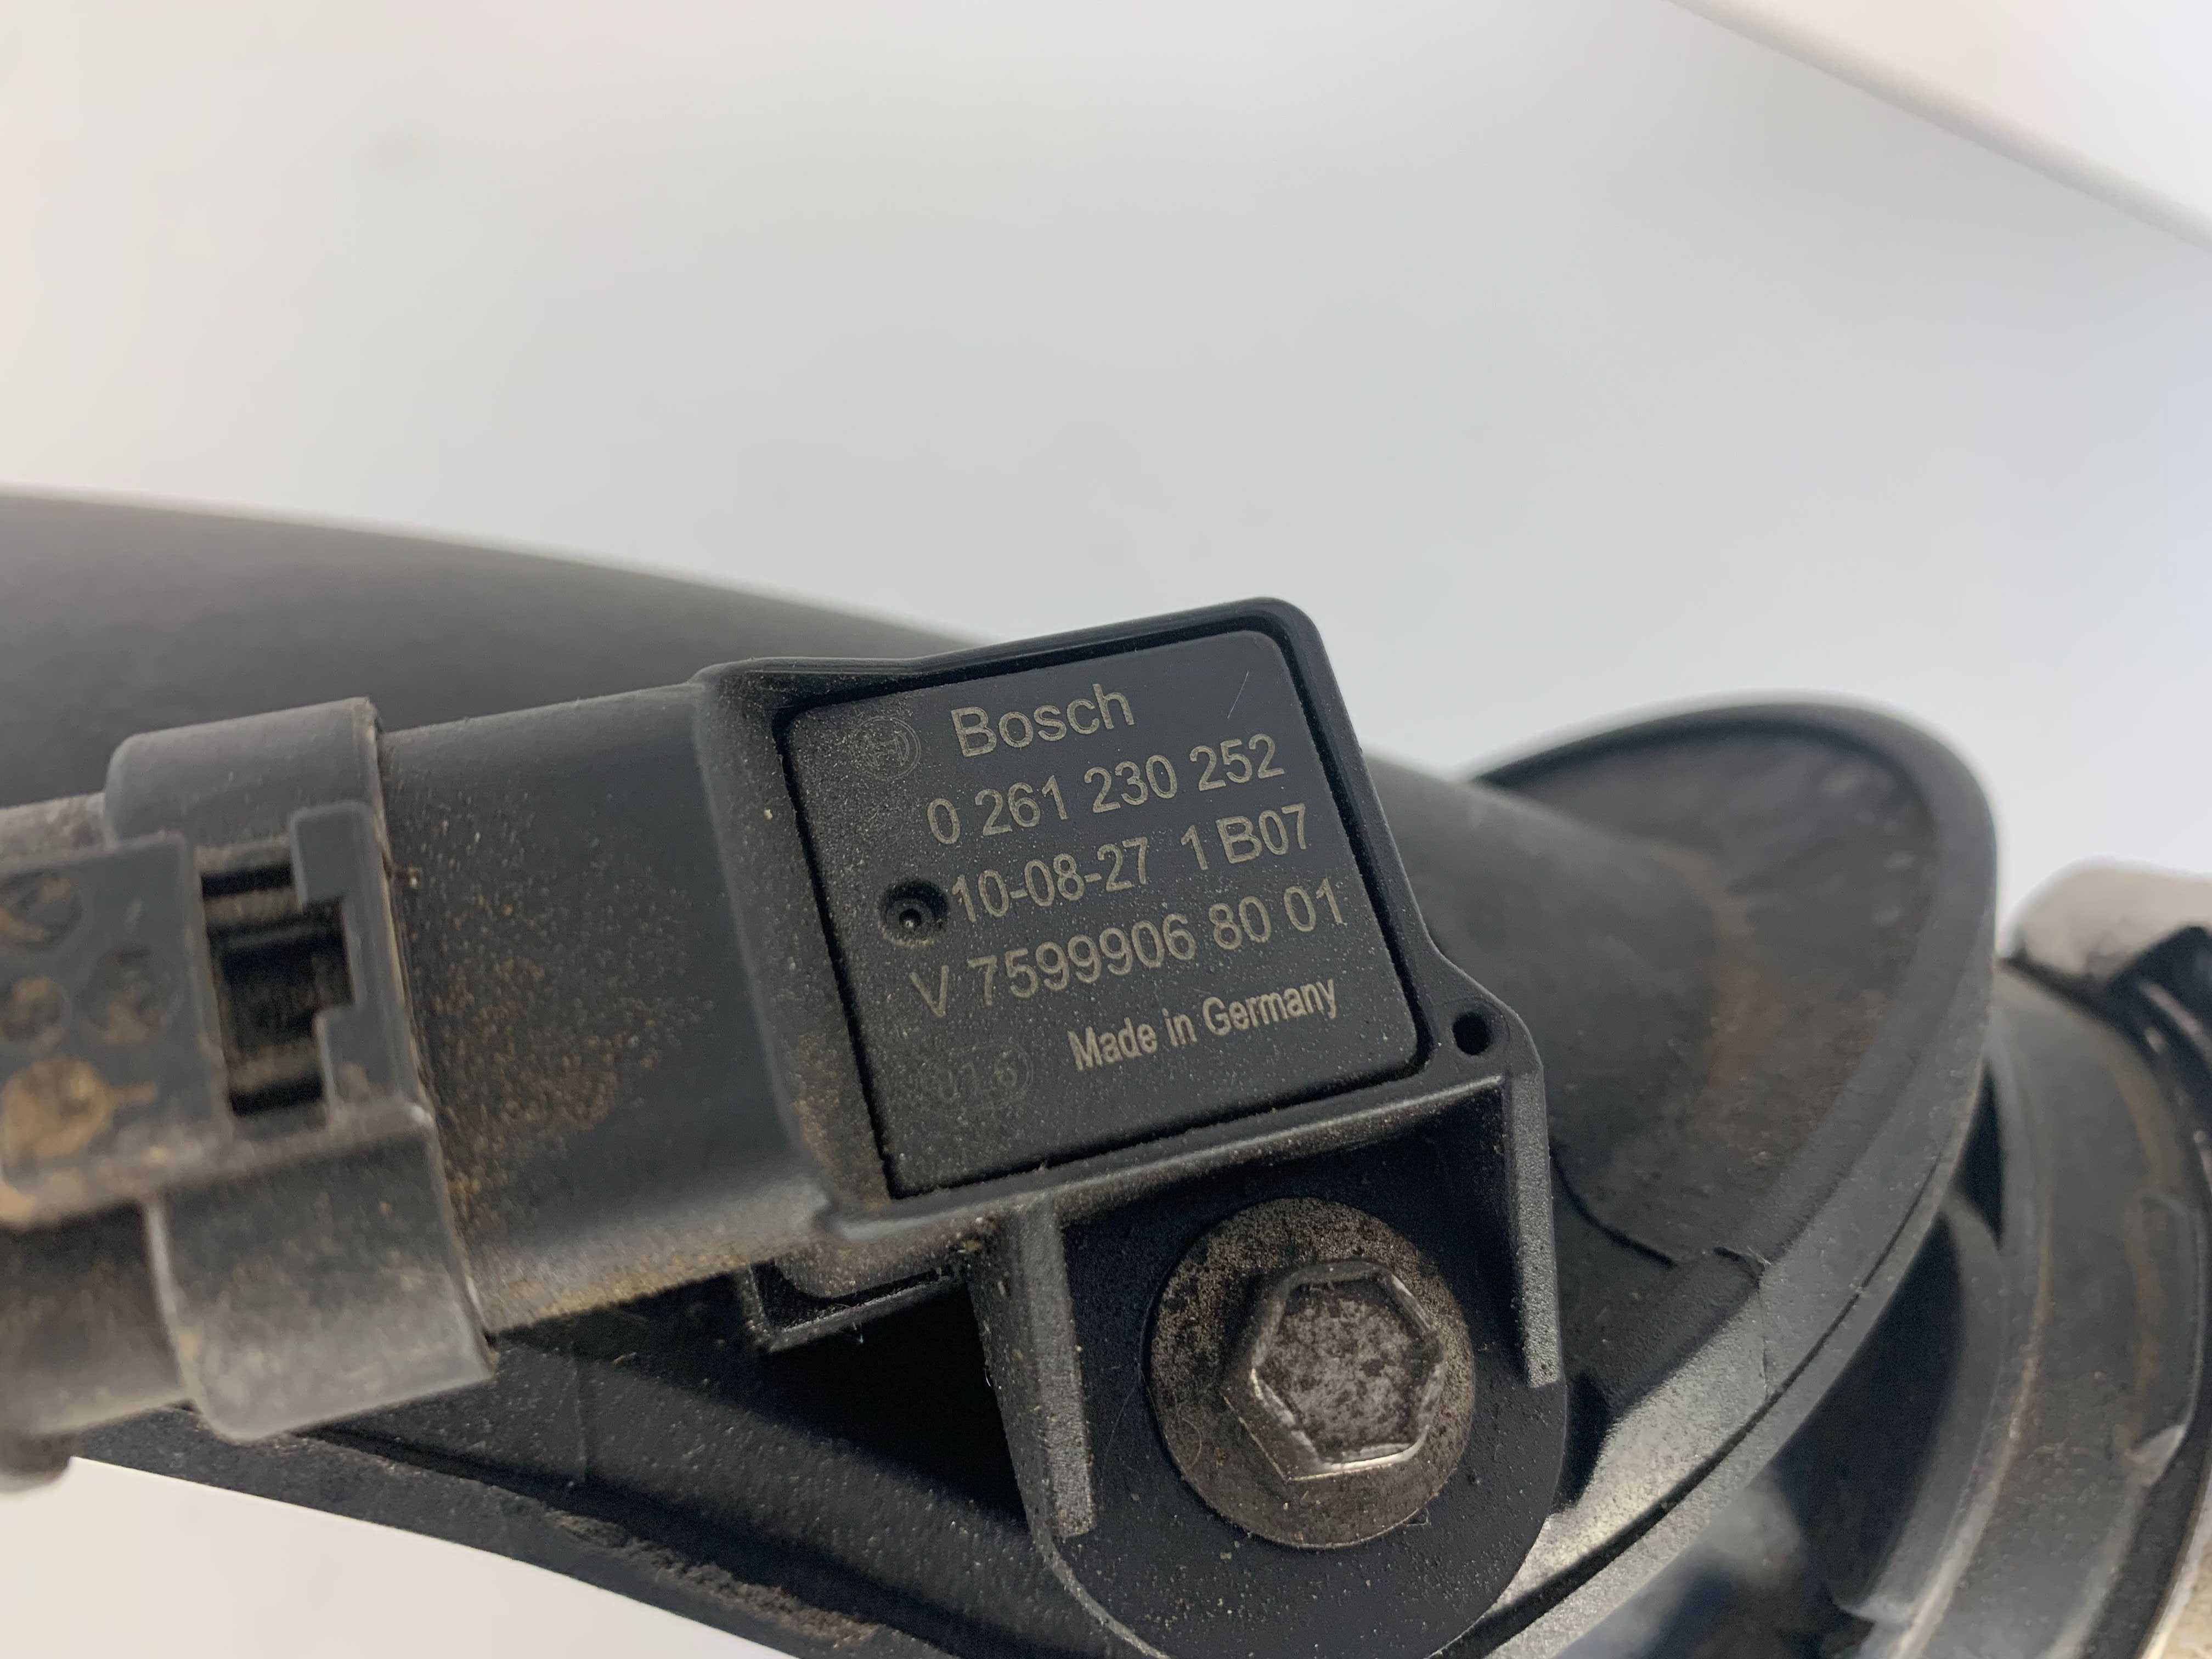 Bosch
0 261 230 252
10-08-27 1 B07
V 7599906 80 01
Made in Germany